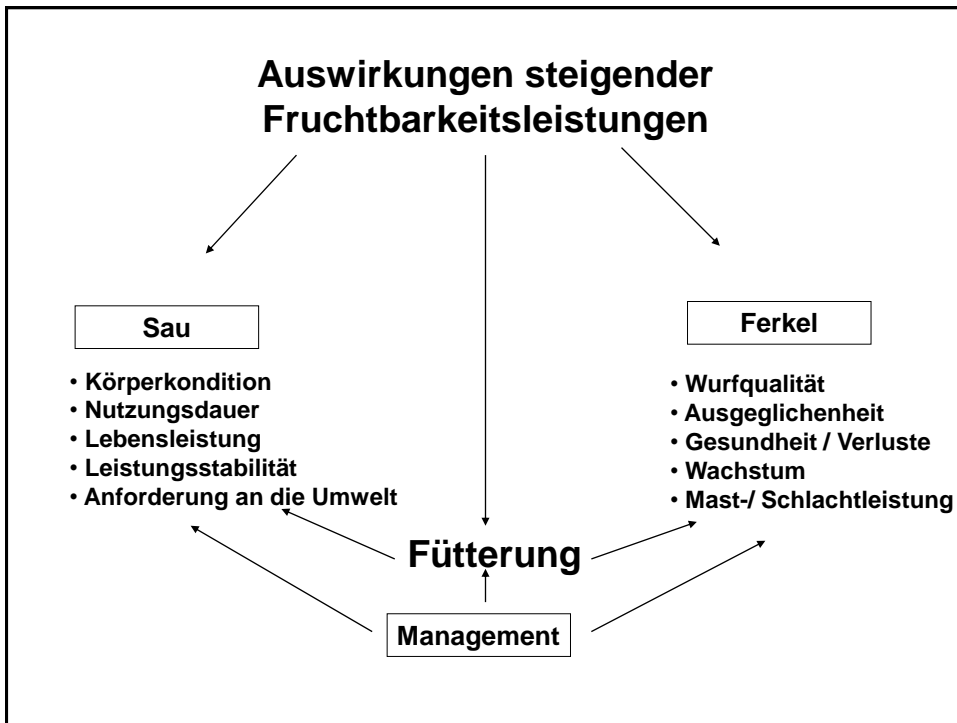 Auswirkungen steigender
Fruchtbarkeitsleistungen
Sau
• Körperkondition
• Nutzungsdauer
• Lebensleistung
• Leistungsstabilität
• Anforderung an die Umwelt
Ferkel
• Wurfqualität
• Ausgeglichenheit
• Gesundheit / Verluste
• Wachstum
• Mast-/ Schlachtleistung
Fütterung
Management